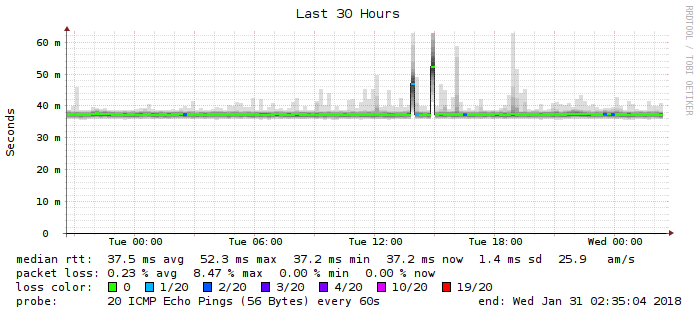 Last 30 Hours
RRDTOOL / TOBI OETIKER
Seconds
60 m
50 m
40 m
30 m
20 m
10 m
0
Tue 00:00 Tue 06:00 Tue 12:00 Tue 18:00 Wed 00:00
median rtt: 37.5 ms avg 52.3 ms max 37.2 ms min 37.2 ms now 1.4 ms sd 25.9 am/s
packet loss: 0.23 % avg 8.47 % max 0.00 % min 0.00 % now
loss color: 0 1/20 2/20 3/20 4/20 10/20 19/20
probe: 20 ICMP Echo Pings (56 Bytes) every 60s end: Wed Jan 31 02:35:04 2018